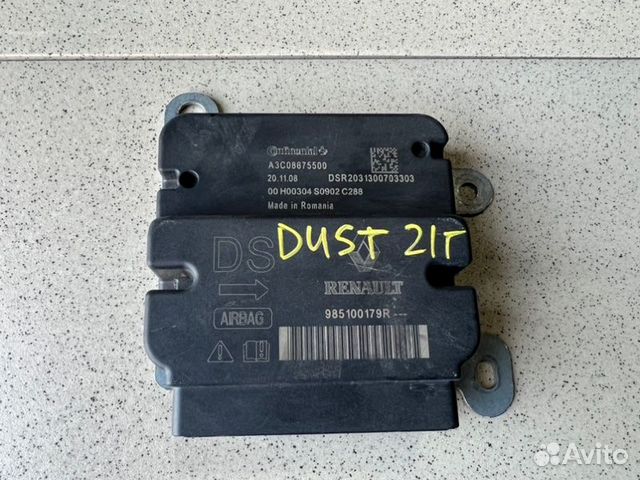 Continental
A3C08875500
20.11.08 DSR2031300703303
00 H00304 S0902 C288
Made in Romania
DS
DUST 21г
RENAULT
AIRBAG
985100179R ---
Avito